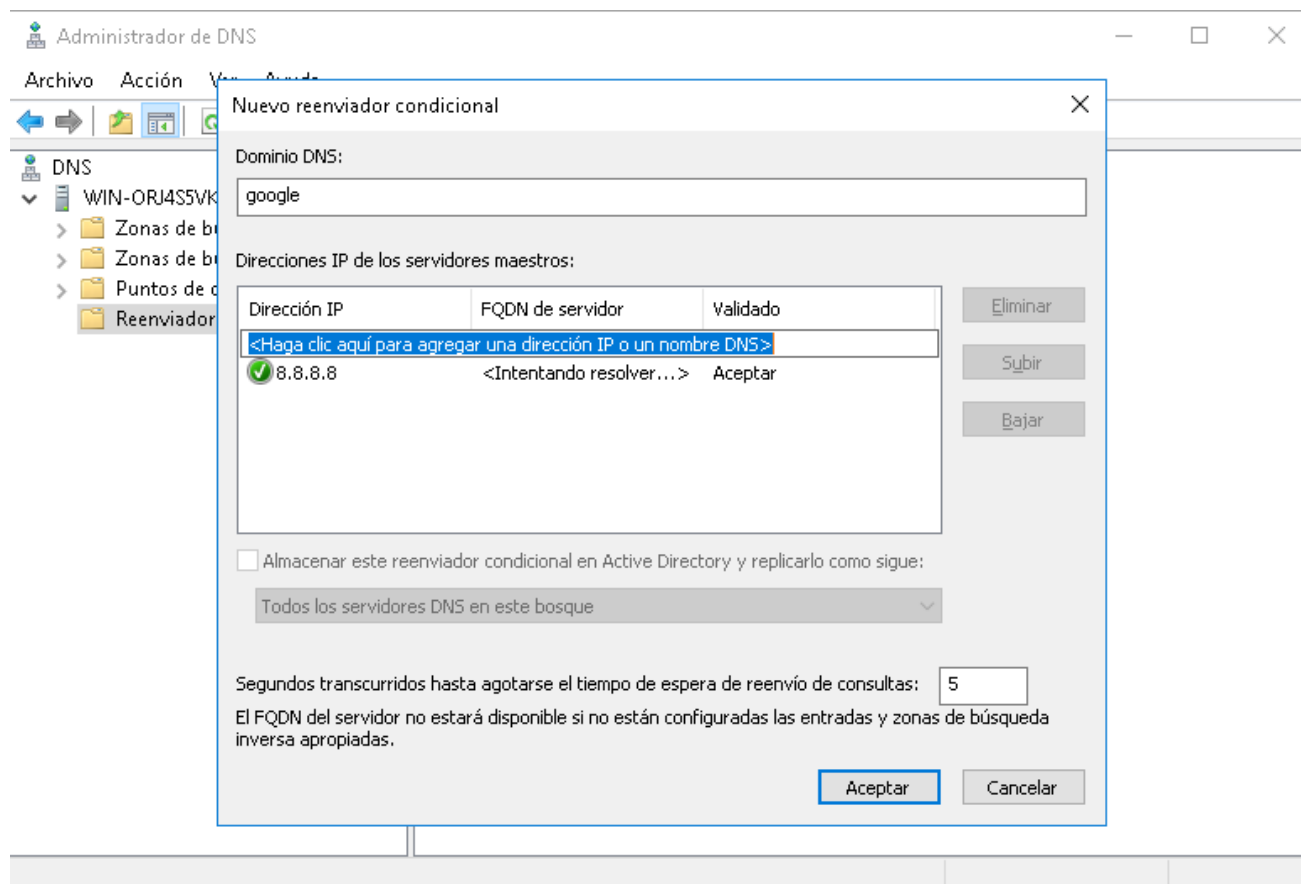 Administrador de DNS
Archivo Acción Ver Ayuda
Nuevo reenviador condicional
Dominio DNS:
google
DNS
WIN-ORJ4S5VK
Zonas de b
Zonas de b
Puntos de
Reenviador
Direcciones IP de los servidores maestros:
Dirección IP FQDN de servidor Validado
<Haga clic aquí para agregar una dirección IP o un nombre DNS>
8.8.8.8 <Intentando resolver...> Aceptar
Eliminar
Subir
Bajar
Almacenar este reenviador condicional en Active Directory y replicarlo como sigue:
Todos los servidores DNS en este bosque
Segundos transcurridos hasta agotarse el tiempo de espera de reenvío de consultas: 5
El FQDN del servidor no estará disponible si no están configuradas las entradas y zonas de búsqueda
inversa apropiadas.
Aceptar Cancelar